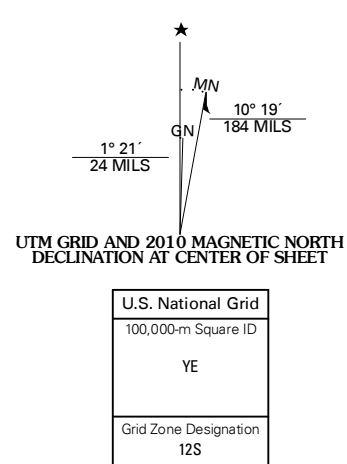 MN
10° 19´
184 MILS
GN
1° 21´
24 MILS
UTM GRID AND 2010 MAGNETIC NORTH
DECLINATION AT CENTER OF SHEET
U.S. National Grid
100,000-m Square ID
YE
Grid Zone Designation
12S